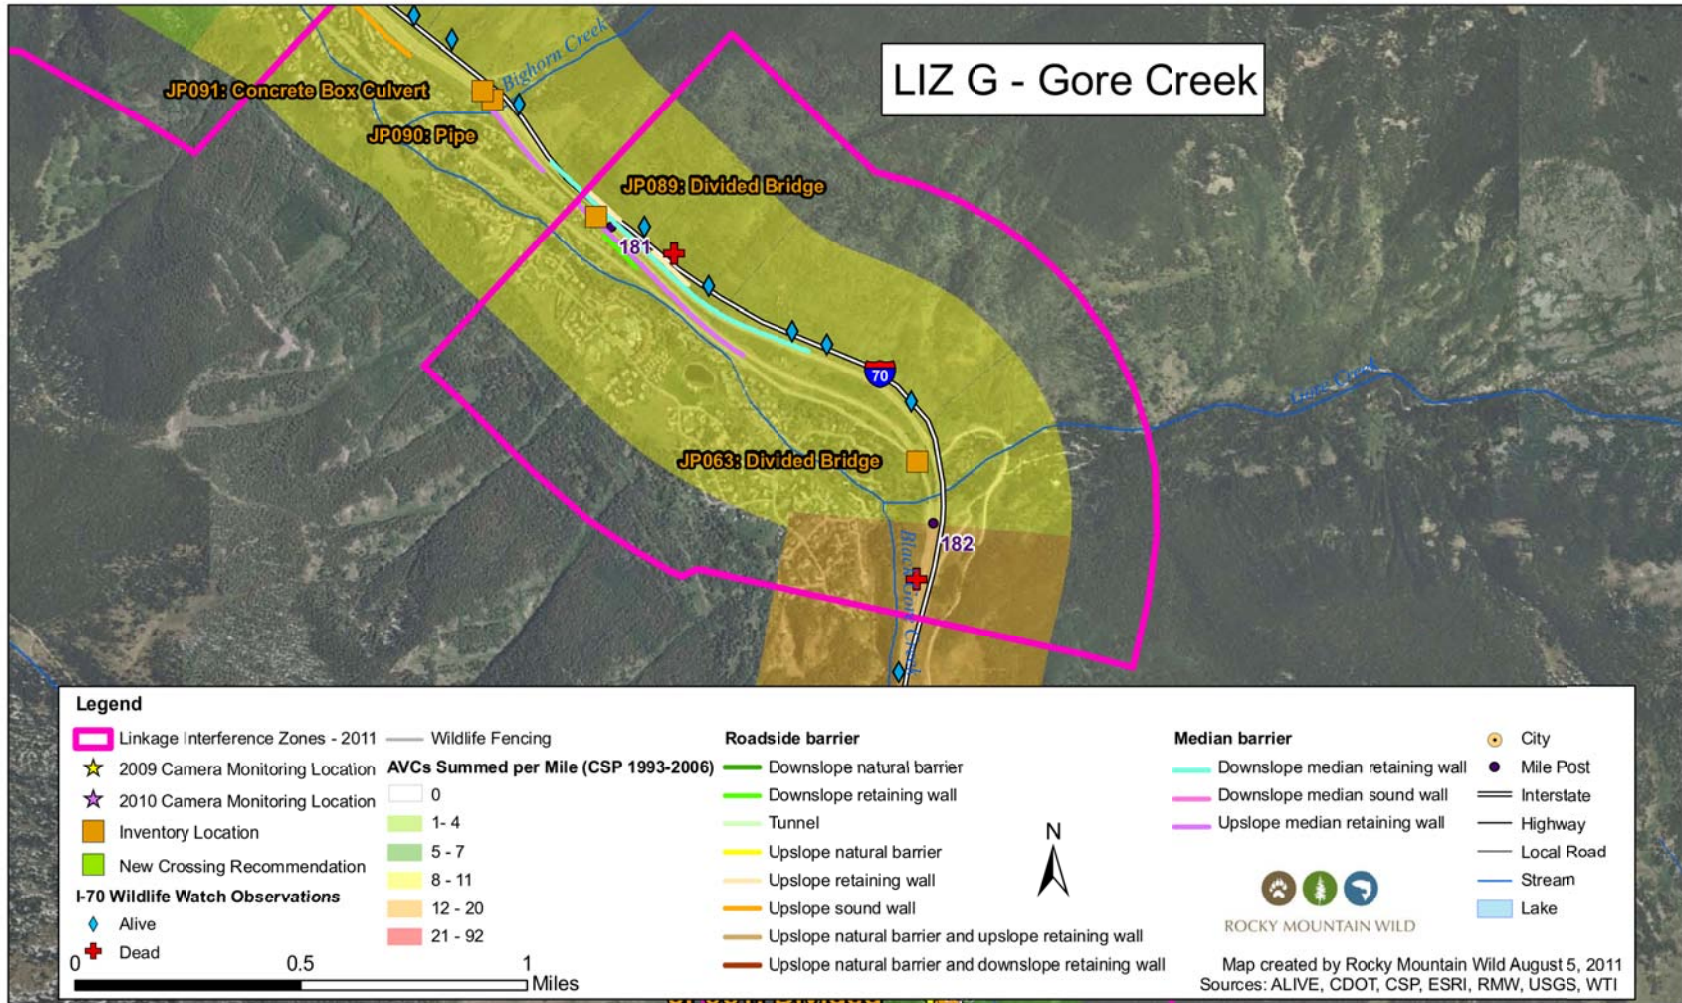 LIZ G - Gore Creek
Bighorn Creek
JP091: Concrete Box Culvert
JP090: Pipe
JP089: Divided Bridge
181
70
Gore Creek
JP063: Divided Bridge
182
Black Gore Creek
Legend
Linkage Interference Zones - 2011
2009 Camera Monitoring Location
2010 Camera Monitoring Location
Inventory Location
New Crossing Recommendation
I-70 Wildlife Watch Observations
Alive
Dead
0 0.5 1
Miles
Wildlife Fencing
AVCs Summed per Mile (CSP 1993-2006)
0
1- 4
5 - 7
8 - 11
12 - 20
21 - 92
Roadside barrier
Downslope natural barrier
Downslope retaining wall
Tunnel
Upslope natural barrier
Upslope retaining wall
Upslope sound wall
Upslope natural barrier and upslope retaining wall
Upslope natural barrier and downslope retaining wall
N
Median barrier
Downslope median retaining wall
Downslope median sound wall
Upslope median retaining wall
City
Mile Post
Interstate
Highway
Local Road
Stream
Lake
ROCKY MOUNTAIN WILD
Map created by Rocky Mountain Wild August 5, 2011
Sources: ALIVE, CDOT, CSP, ESRI, RMW, USGS, WTI